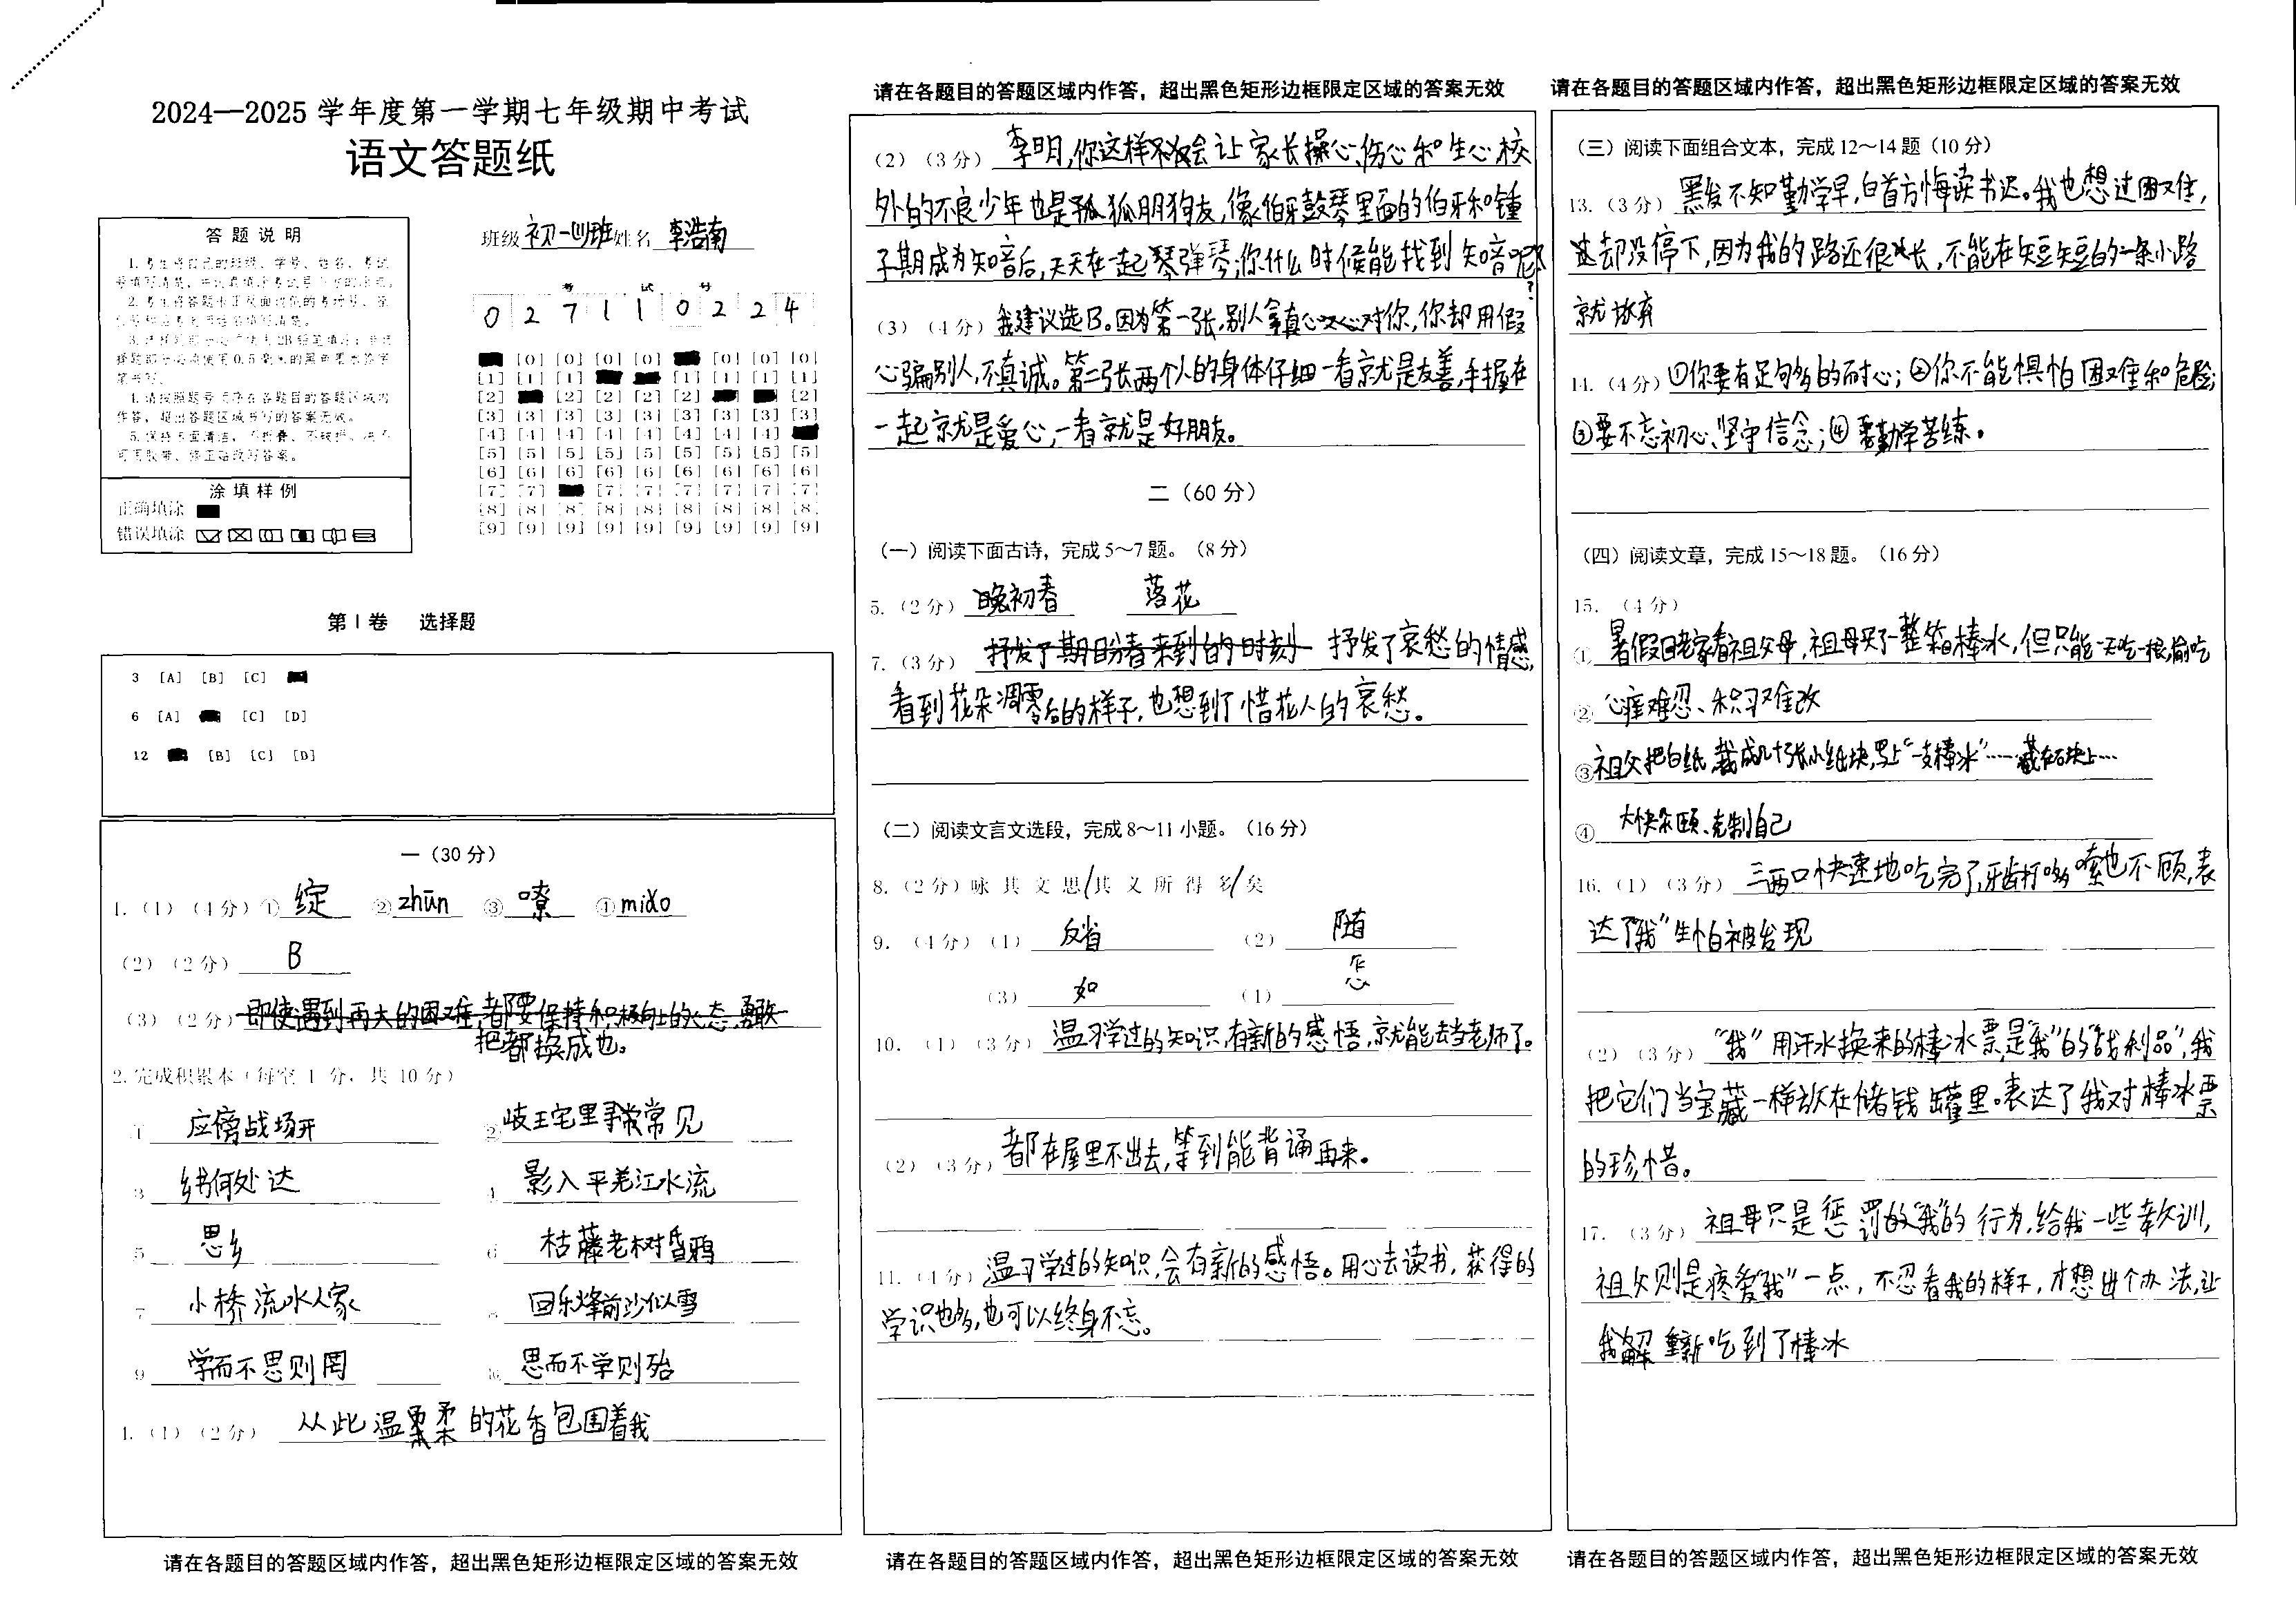 2024—2025 学年度第一学期七年级期中考试
语文答题纸
答 题 说 明
班级 初一四班 姓名 李浩南
考 试 号
0 2 7 1 1 0 2 2 4
[0] [0] [0] [0] [0] [0] [0]
[1] [1] [1] [1] [1] [1] [1]
[2] [2] [2] [2] [2] [2]
[3] [3] [3] [3] [3] [3] [3] [3] [3]
[4] [4] [4] [4] [4] [4] [4] [4]
[5] [5] [5] [5] [5] [5] [5] [5] [5]
[6] [6] [6] [6] [6] [6] [6] [6] [6]
[7] [7] [7] [7] [7] [7] [7] [7]
[8] [8] [8] [8] [8] [8] [8] [8] [8]
[9] [9] [9] [9] [9] [9] [9] [9] [9]
涂 填 样 例
正确填涂
错误填涂
第 I 卷 选择题
3 [A] [B] [C]
6 [A] [C] [D]
12 [B] [C] [D]
一（30 分）
1.（1）（4 分）① 绽 ② zhūn ③ 嘹 ④ miǎo
（2）（2 分） B
（3）（2 分） 即使遇到再大的困难,都要保持积极向上的心态,勇敢
把都换成也。
2. 完成积累本（每空 1 分，共 10 分）
1 应傍战场开
2 岐王宅里寻常见
3 乡书何处达
4 影入平羌江水流
5 思乡
6 枯藤老树昏鸦
7 小桥流水人家
8 回乐烽前沙似雪
9 学而不思则罔
10 思而不学则殆
4.（1）（2 分） 从此温柔的花香包围着我
请在各题目的答题区域内作答，超出黑色矩形边框限定区域的答案无效
请在各题目的答题区域内作答，超出黑色矩形边框限定区域的答案无效
（2）（3 分） 李明,你这样不仅会让家长操心、伤心和生心,校
外的不良少年也是狐朋狗友,像伯牙鼓琴里面的伯牙和锺
子期成为知音后,天天在一起琴弹琴,你什么时候能找到知音呢?
（3）（4 分） 我建议选B。因为第一张,别人拿真心对你,你却用假
心骗别人,不真诚。第二张两个人的身体仔细一看就是友善,手握在
一起就是爱心,一看就是好朋友。
二（60 分）
（一）阅读下面古诗，完成 5～7 题。（8 分）
5.（2 分） 晚初春 落花
7.（3 分） 抒发了期盼春来到的时刻 抒发了哀愁的情感,
看到花朵凋零后的样子,也想到了惜花人的哀愁。
（二）阅读文言文选段，完成 8～11 小题。（16 分）
8.（2 分）咏 其 文 思/其 义 所 得 多/矣
9.（4 分）（1） 反省 （2） 随
（3） 如 （4） 怎
10.（1）（3 分） 温习学过的知识,有新的感悟,就能去当老师了。
（2）（3 分） 都在屋里不出去,等到能背诵再来。
11.（4 分） 温习学过的知识,会有新的感悟。用心去读书,获得的
学识也多,也可以终身不忘。
请在各题目的答题区域内作答，超出黑色矩形边框限定区域的答案无效
请在各题目的答题区域内作答，超出黑色矩形边框限定区域的答案无效
（三）阅读下面组合文本，完成 12～14 题（10 分）
13.（3 分） 黑发不知勤学早,白首方悔读书迟。我也想过困难,
这却没停下,因为我的路还很长,不能在短短的一条小路
就放弃
14.（4 分） ①你要有足够的耐心;②你不能惧怕困难和危险;
③要不忘初心、坚守信念;④要勤学苦练。
（四）阅读文章，完成 15～18 题。（16 分）
15.（4 分）
① 暑假回老家看祖父母,祖母买了一整箱棒冰,但只能一天吃一根,偷吃
② 心痒难忍、积习难改
③ 祖父把白纸裁成几十张小纸块,写上“一支棒冰”……藏在石块上…
④ 大快朵颐、克制自己
16.（1）（3 分） 三两口快速地吃完了,牙齿打哆嗦也不顾,表
达了“我”生怕被发现
（2）（3 分） “我”用汗水换来的棒冰票,是“我”的“战利品”,我
把它们当宝藏一样放在储钱罐里。表达了我对棒冰票
的珍惜。
17.（3 分） 祖母只是惩罚的“我”的行为,给我一些教训,
祖父则是疼爱“我”一点,不忍看我的样子,才想出个办法,让
我解重新吃到了棒冰
请在各题目的答题区域内作答，超出黑色矩形边框限定区域的答案无效